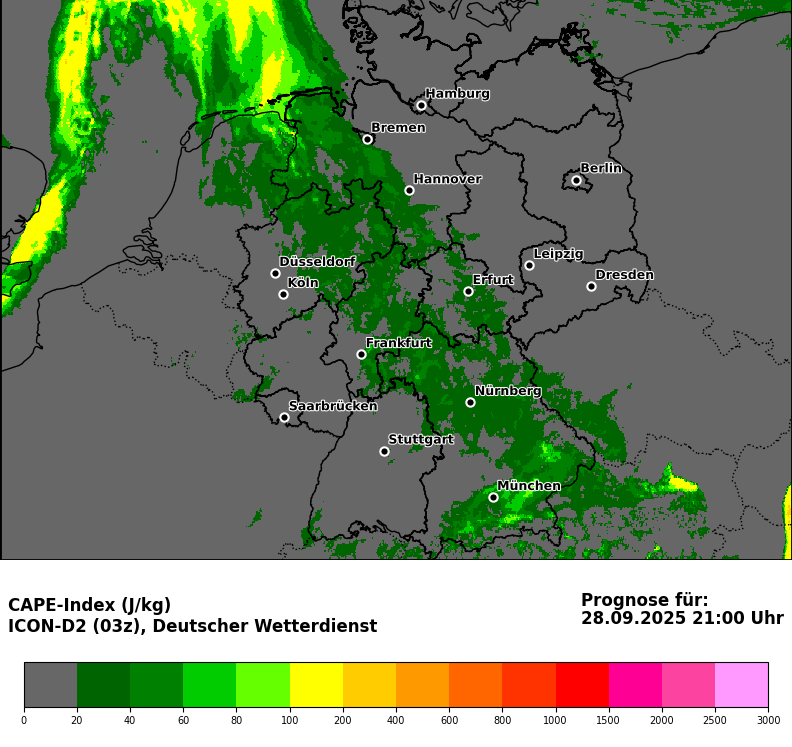 Hamburg
Bremen
Berlin
Hannover
Leipzig
Düsseldorf
Dresden
Erfurt
Köln
Frankfurt
Nürnberg
Saarbrücken
Stuttgart
München
CAPE-Index (J/kg)
ICON-D2 (03z), Deutscher Wetterdienst
Prognose für:
28.09.2025 21:00 Uhr
0 20 40 60 80 100 200 400 600 800 1000 1500 2000 2500 3000